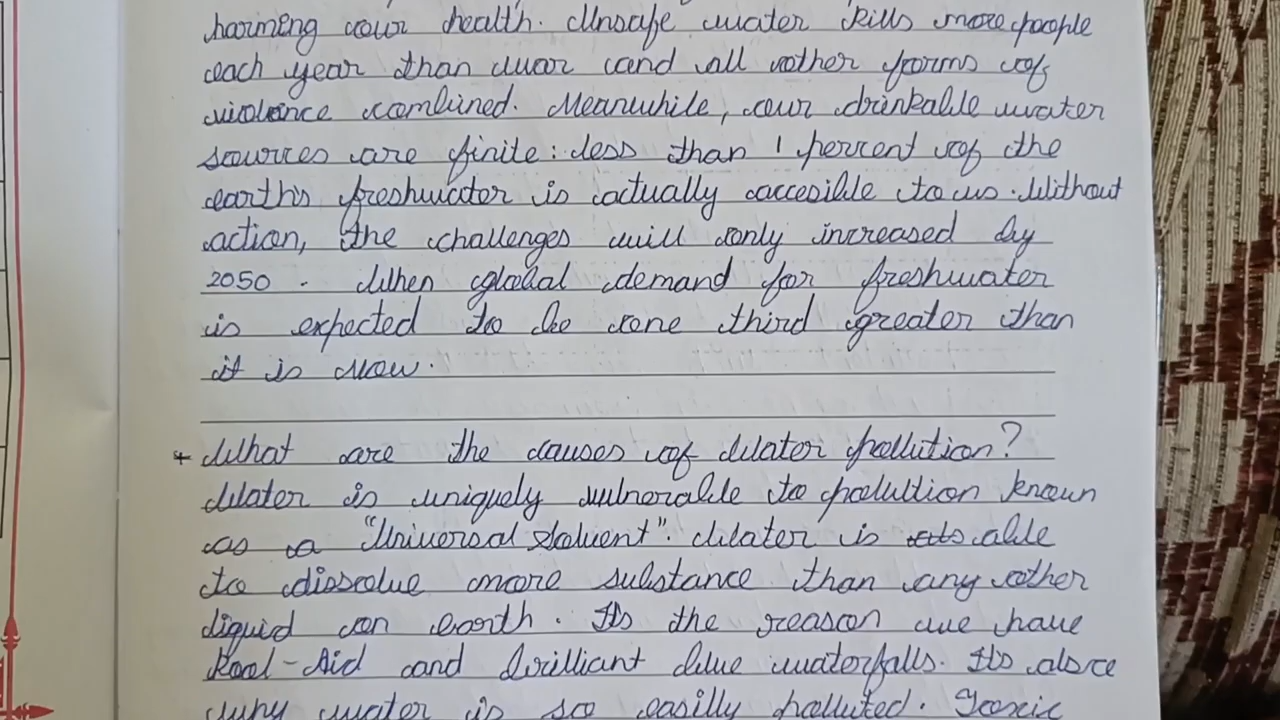 harming our health. Unsafe water kills more people
each year than war and all other forms of
violence combined. Meanwhile, our drinkable water
sources are finite: less than 1 percent of the
earth's freshwater is actually accesible to us. Without
action, the challenges will only increased by
2050 . When global demand for freshwater
is expected to be one third greater than
it is now.
* What are the causes of Water pollution?
Water is uniquely vulnerable to pollution known
as a "Universal Solvent". Water is able
to dissolve more substance than any other
liquid on earth. Its the reason we have
Kool-Aid and brilliant blue waterfalls. Its also
why water is so easilly polluted. Toxic